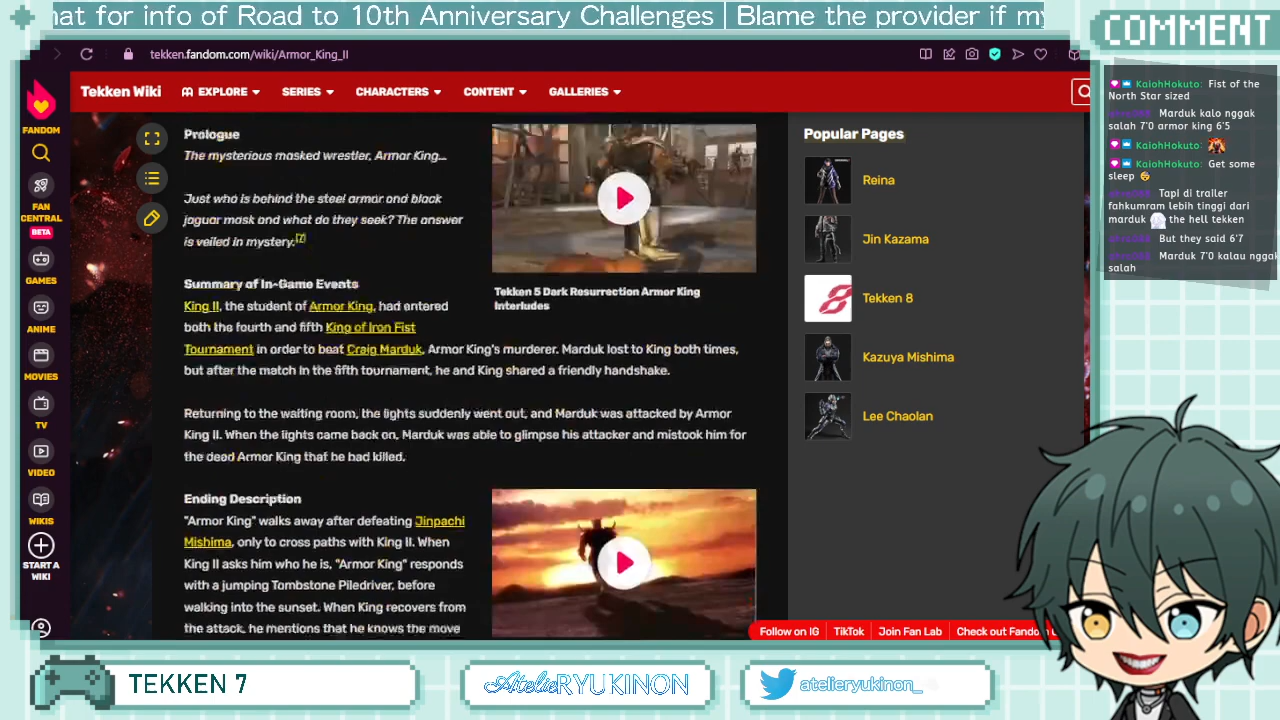 hat for info of Road to 10th Anniversary Challenges | Blame the provider if my
COMMENT
tekken.fandom.com/wiki/Armor_King_II
FANDOM
FAN CENTRAL
BETA
GAMES
ANIME
MOVIES
TV
VIDEO
WIKIS
START A WIKI
Tekken Wiki
EXPLORE
SERIES
CHARACTERS
CONTENT
GALLERIES
Prologue
The mysterious masked wrestler, Armor King...
Just who is behind the steel armor and black
jaguar mask and what do they seek? The answer
is veiled in mystery.[7]
Summary of In-Game Events
King II, the student of Armor King, had entered
both the fourth and fifth King of Iron Fist
Tournament in order to beat Craig Marduk, Armor King's murderer. Marduk lost to King both times,
but after the match in the fifth tournament, he and King shared a friendly handshake.
Returning to the waiting room, the lights suddenly went out, and Marduk was attacked by Armor
King II. When the lights came back on, Marduk was able to glimpse his attacker and mistook him for
the dead Armor King that he had killed.
Ending Description
"Armor King" walks away after defeating Jinpachi
Mishima, only to cross paths with King II. When
King II asks him who he is, "Armor King" responds
with a jumping Tombstone Piledriver, before
walking into the sunset. When King recovers from
the attack, he mentions that he knows the move
Tekken 5 Dark Resurrection Armor King
Interludes
Popular Pages
Reina
Jin Kazama
Tekken 8
Kazuya Mishima
Lee Chaolan
Follow on IG
TikTok
Join Fan Lab
Check out Fandom
KaiohHokuto: Fist of the
North Star sized
Marduk kalo nggak
salah 7'0 armor king 6'5
KaiohHokuto:
KaiohHokuto: Get some
sleep
Tapi di trailer
fahkumram lebih tinggi dari
marduk the hell tekken
But they said 6'7
Marduk 7'0 kalau nggak
salah
TEKKEN 7
Atelie RYUKINON
atelieryukinon_